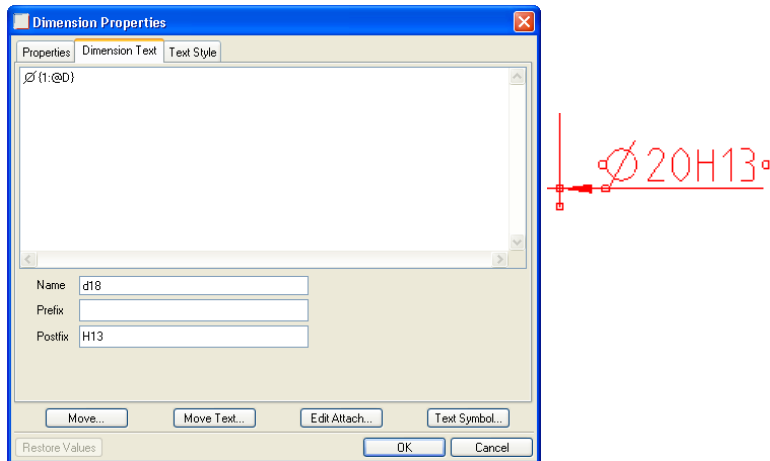 Dimension Properties
Properties Dimension Text Text Style
Ø{1:@D}
Name d18
Prefix
Postfix H13
Move... Move Text... Edit Attach... Text Symbol...
Restore Values OK Cancel
Ø20H13